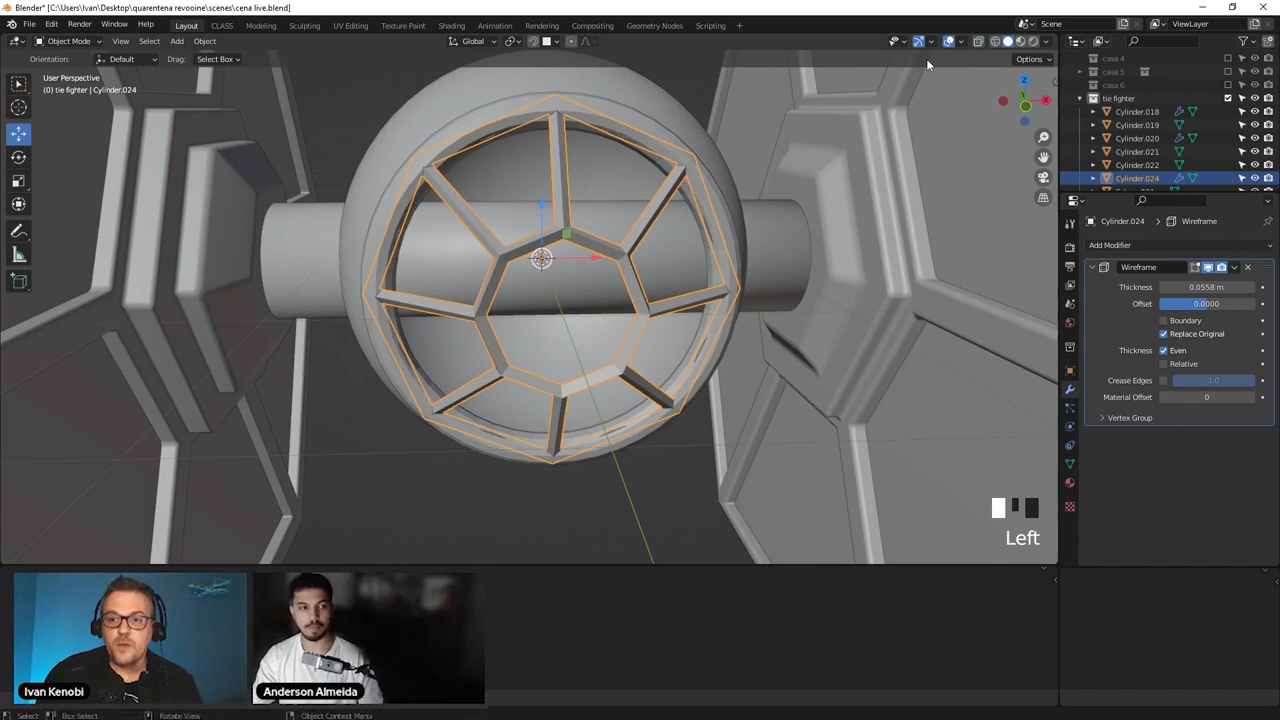 Blender* [C:\Users\Ivan\Desktop\quarentena revooine\scenes\cena live.blend]
File Edit Render Window Help Layout CLASS Modeling Sculpting UV Editing Texture Paint Shading Animation Rendering Compositing Geometry Nodes Scripting Scene ViewLayer
Object Mode View Select Add Object Global
Orientation: Default Drag: Select Box Options
User Perspective
(0) tie fighter | Cylinder.024
Z
Y
X
casa 4
casa 5
casa 6
tie fighter
Cylinder.018
Cylinder.019
Cylinder.020
Cylinder.021
Cylinder.022
Cylinder.024
Cylinder.024 > Wireframe
Add Modifier
Wireframe
Thickness 0.0558 m
Offset 0.0000
Boundary
Replace Original
Thickness Even
Relative
Crease Edges 1.0
Material Offset 0
Vertex Group
Left
Ivan Kenobi
Anderson Almeida
Select Box Select Rotate View Object Context Menu